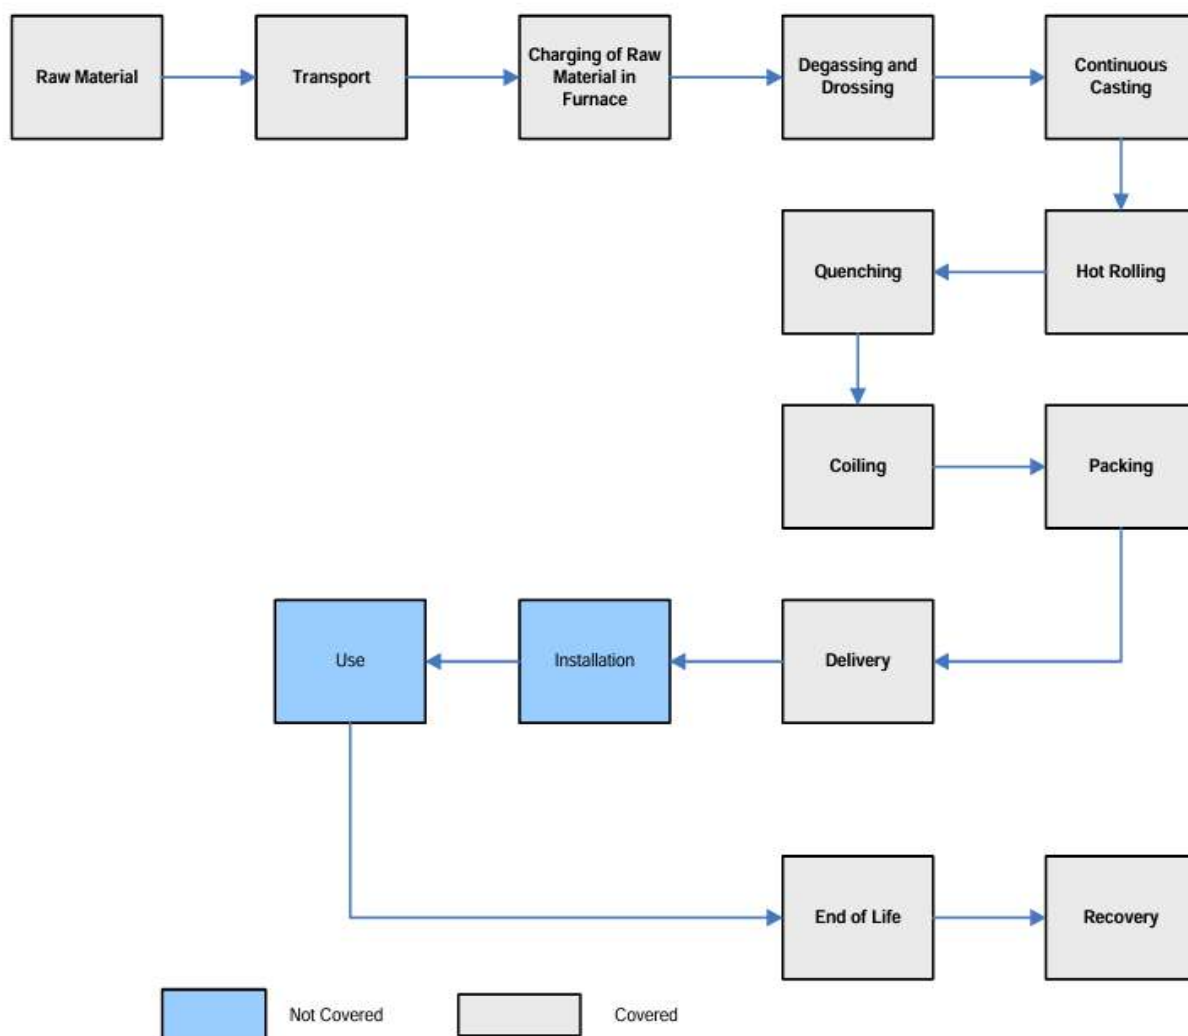 Raw Material
Transport
Charging of Raw
Material in
Furnace
Degassing and
Drossing
Continuous
Casting
Quenching
Hot Rolling
Coiling
Packing
Use
Installation
Delivery
End of Life
Recovery
Not Covered
Covered